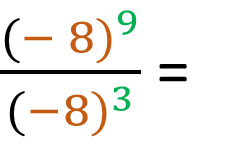 (− 8)⁹
(−8)³ =